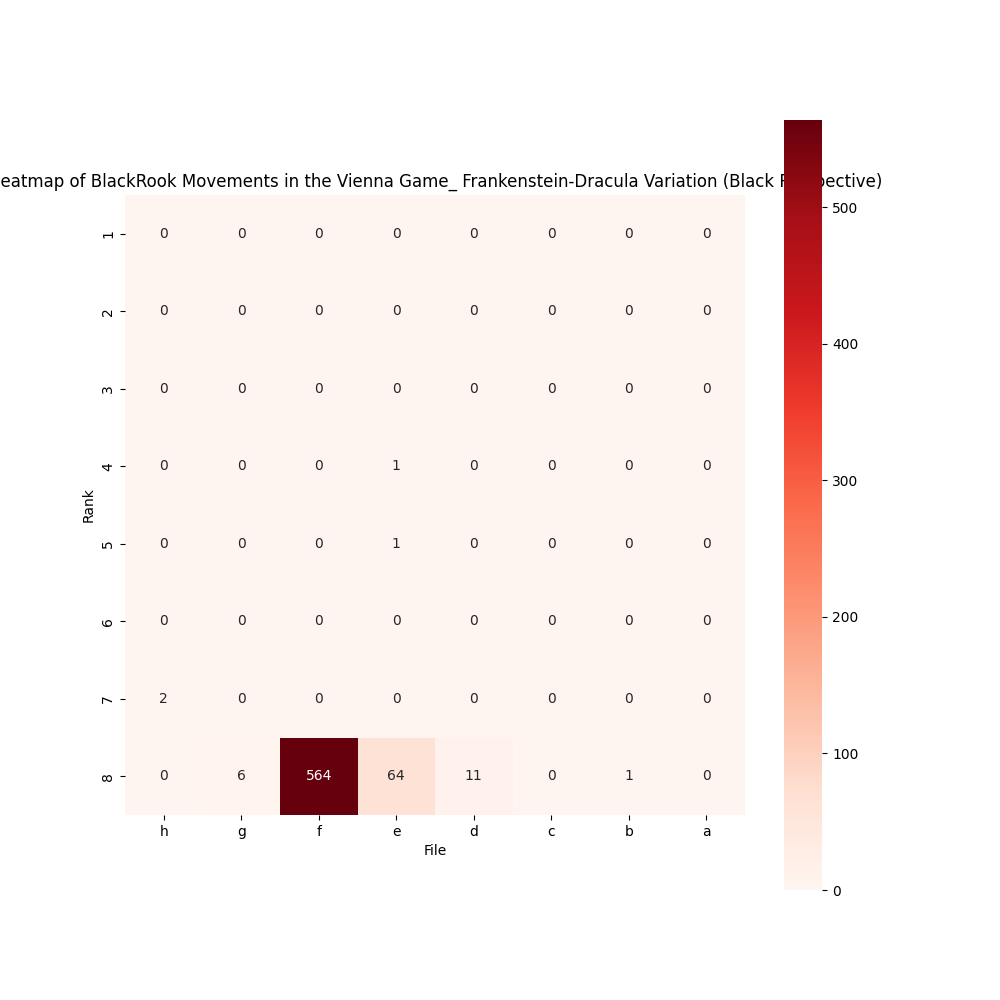 eatmap of BlackRook Movements in the Vienna Game_ Frankenstein-Dracula Variation (Black
500
400
300
200
100
0
1 0 0 0 0 0 0 0 0
2 0 0 0 0 0 0 0 0
3 0 0 0 0 0 0 0 0
4 0 0 0 1 0 0 0 0
Rank
5 0 0 0 1 0 0 0 0
6 0 0 0 0 0 0 0 0
7 2 0 0 0 0 0 0 0
8 0 6 564 64 11 0 1 0
h g f e d c b a
File